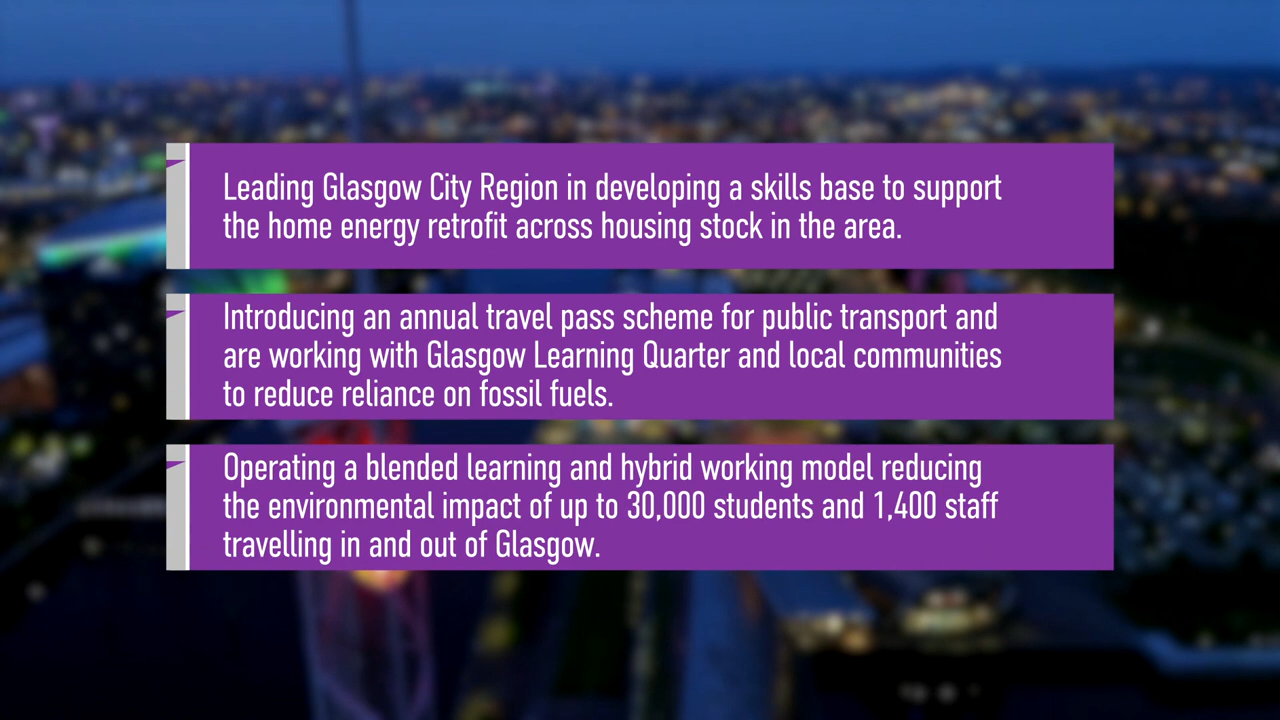 Leading Glasgow City Region in developing a skills base to support
the home energy retrofit across housing stock in the area.
Introducing an annual travel pass scheme for public transport and
are working with Glasgow Learning Quarter and local communities
to reduce reliance on fossil fuels.
Operating a blended learning and hybrid working model reducing
the environmental impact of up to 30,000 students and 1,400 staff
travelling in and out of Glasgow.